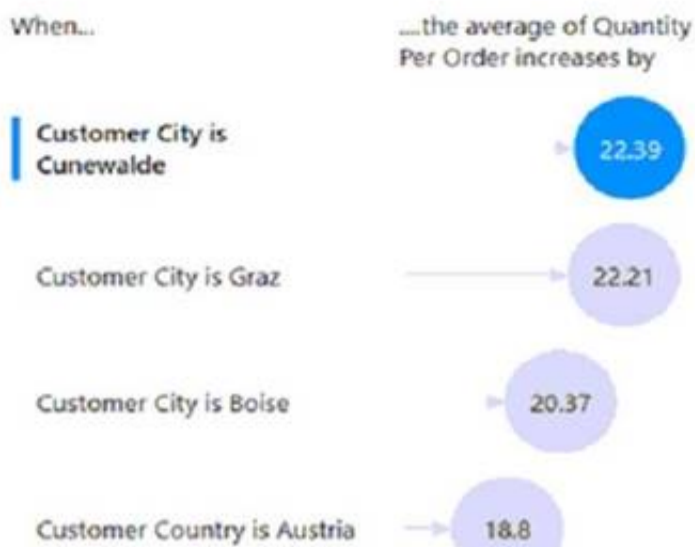 When...
....the average of Quantity
Per Order increases by
Customer City is
Cunewalde
22.39
Customer City is Graz
22.21
Customer City is Boise
20.37
Customer Country is Austria
18.8